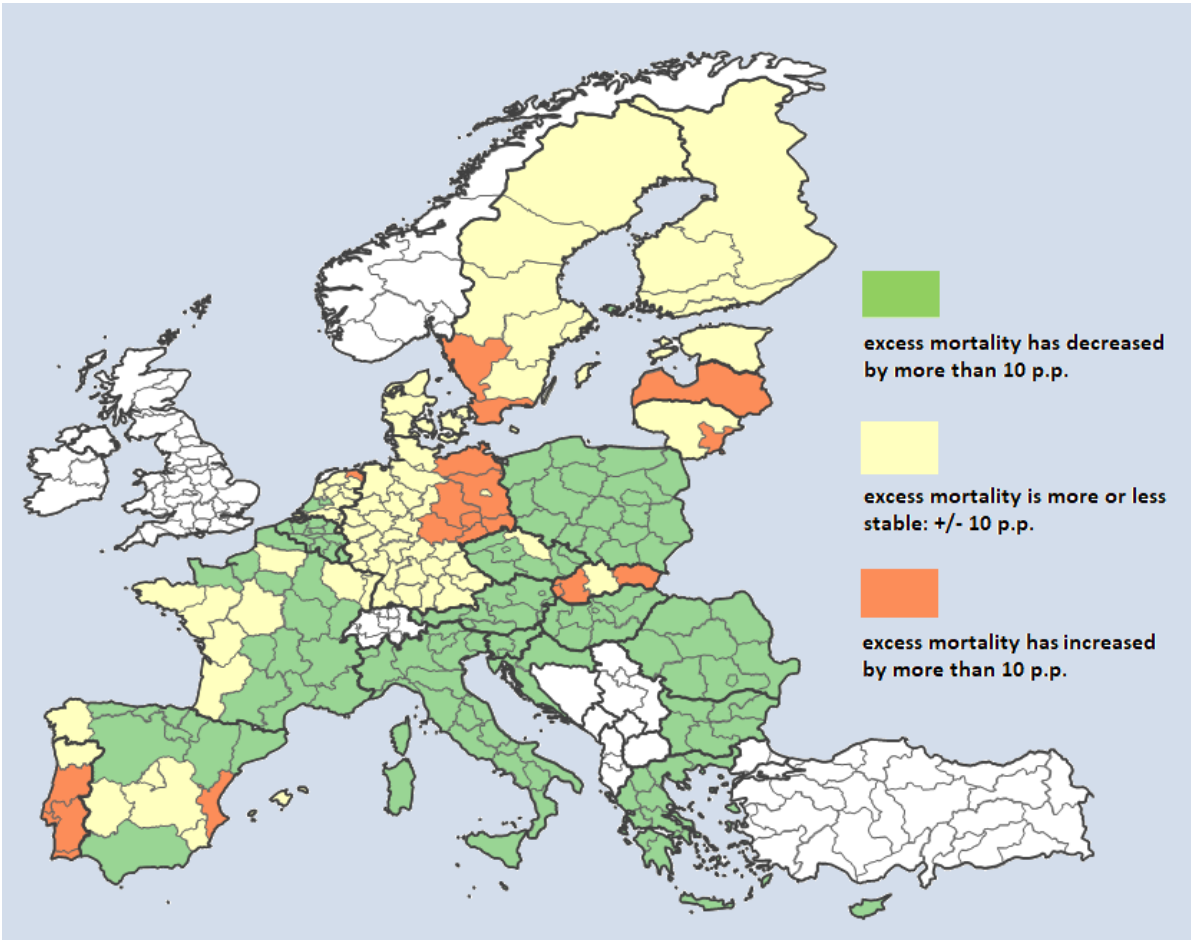 excess mortality has decreased
by more than 10 p.p.
excess mortality is more or less
stable: +/- 10 p.p.
excess mortality has increased
by more than 10 p.p.